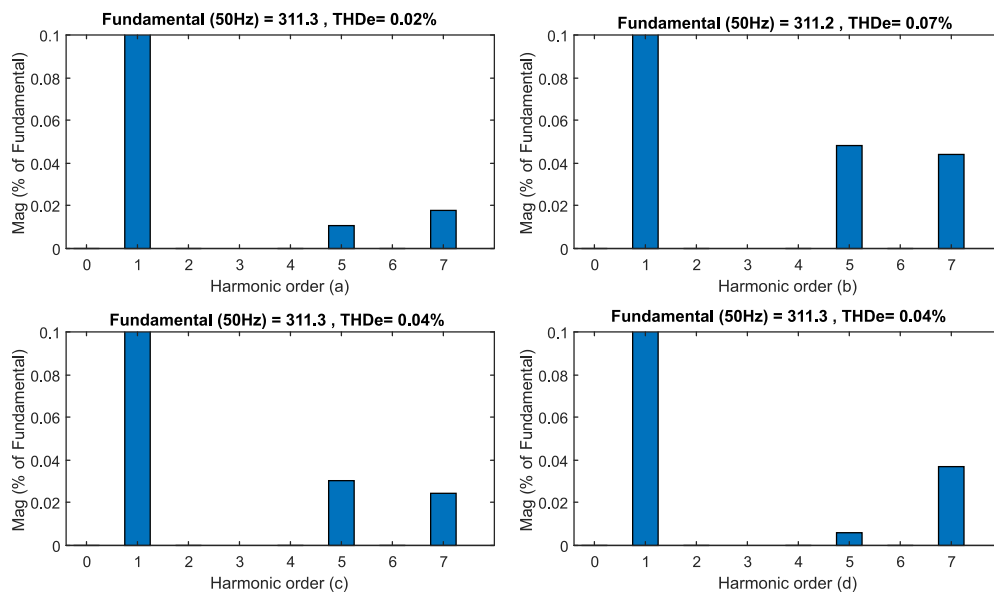 Fundamental (50Hz) = 311.3 , THDe= 0.02%
Mag (% of Fundamental)
0.1
0.08
0.06
0.04
0.02
0
0 1 2 3 4 5 6 7
Harmonic order (a)
Fundamental (50Hz) = 311.2 , THDe= 0.07%
Mag (% of Fundamental)
0.1
0.08
0.06
0.04
0.02
0
0 1 2 3 4 5 6 7
Harmonic order (b)
Fundamental (50Hz) = 311.3 , THDe= 0.04%
Mag (% of Fundamental)
0.1
0.08
0.06
0.04
0.02
0
0 1 2 3 4 5 6 7
Harmonic order (c)
Fundamental (50Hz) = 311.3 , THDe= 0.04%
Mag (% of Fundamental)
0.1
0.08
0.06
0.04
0.02
0
0 1 2 3 4 5 6 7
Harmonic order (d)